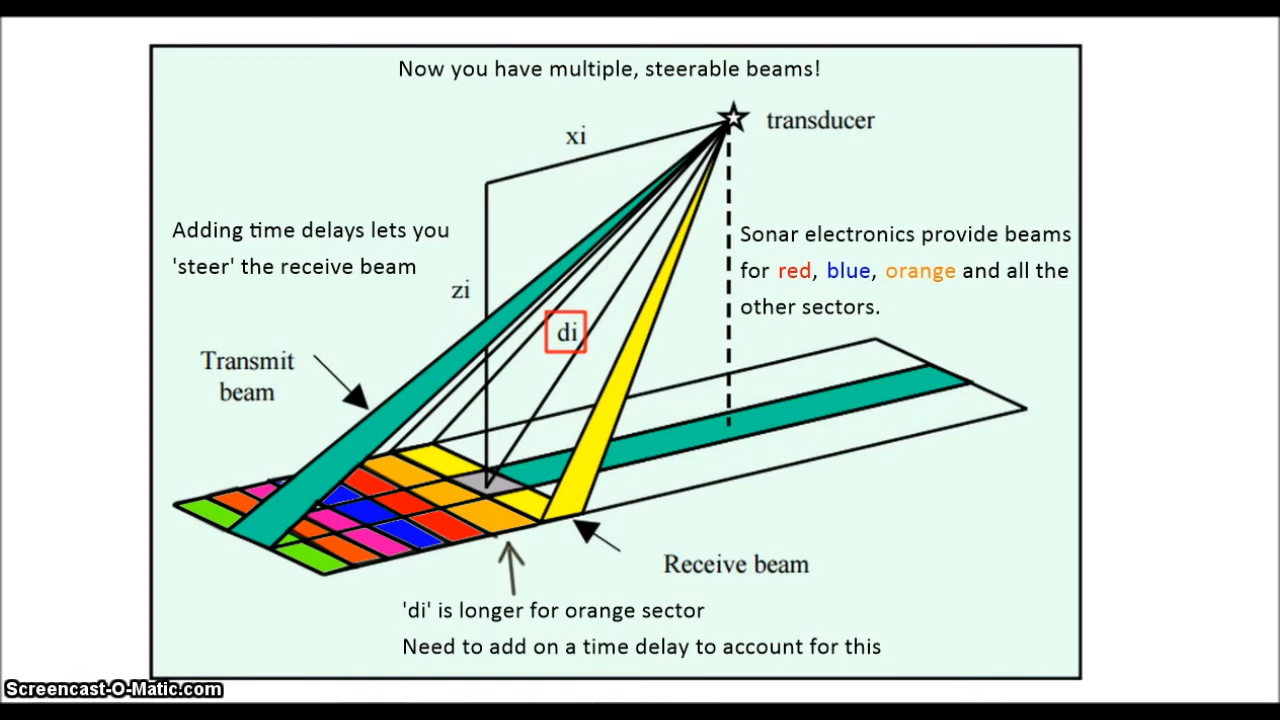 Now you have multiple, steerable beams!
transducer
xi
Adding time delays lets you
'steer' the receive beam
Sonar electronics provide beams
for red, blue, orange and all the
other sectors.
zi
di
Transmit
beam
Receive beam
'di' is longer for orange sector
Need to add on a time delay to account for this
Screencast-O-Matic.com